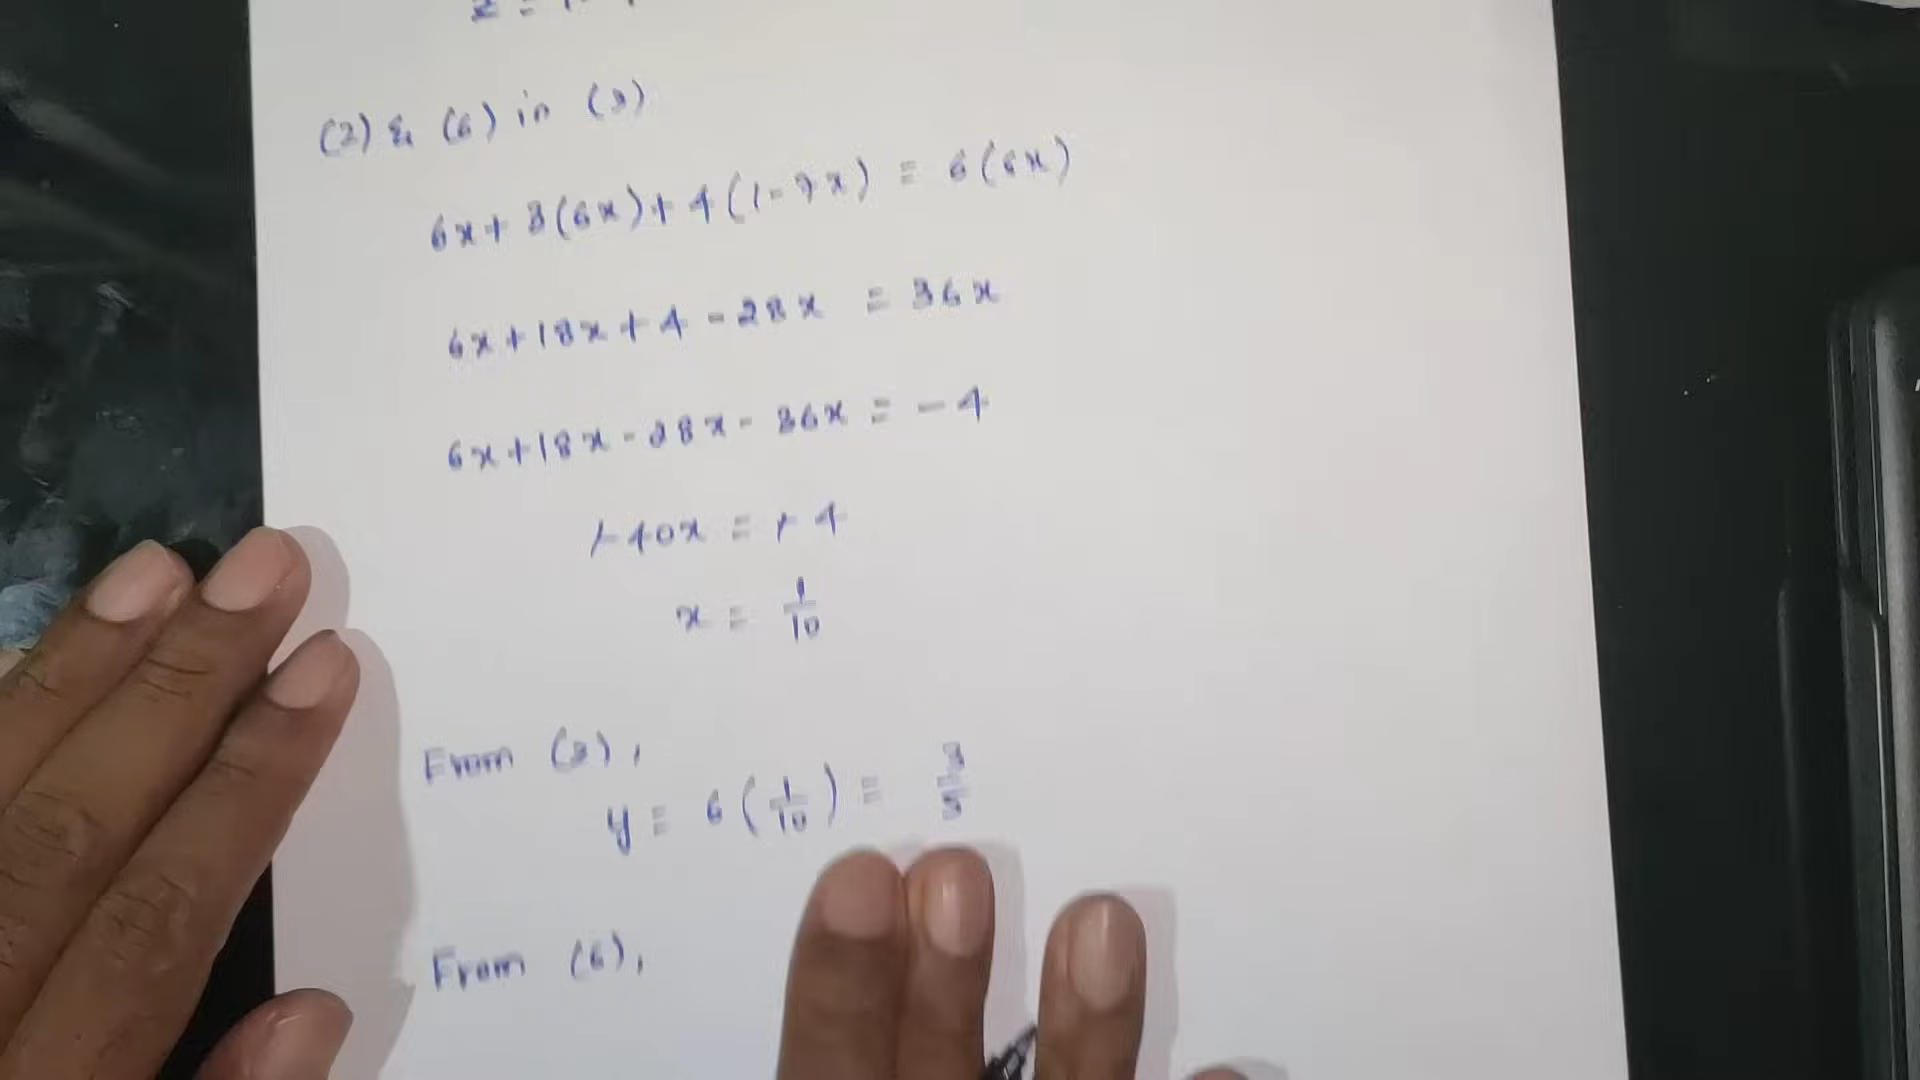 (2) & (6) in (3)
6x + 3(6x) + 4(1-7x) = 6(6x)
6x + 18x + 4 - 28x = 36x
6x + 18x - 28x - 36x = - 4
- 40x = - 4
x = 1/10
From (2),
y = 6(1/10) = 3/5
From (6),